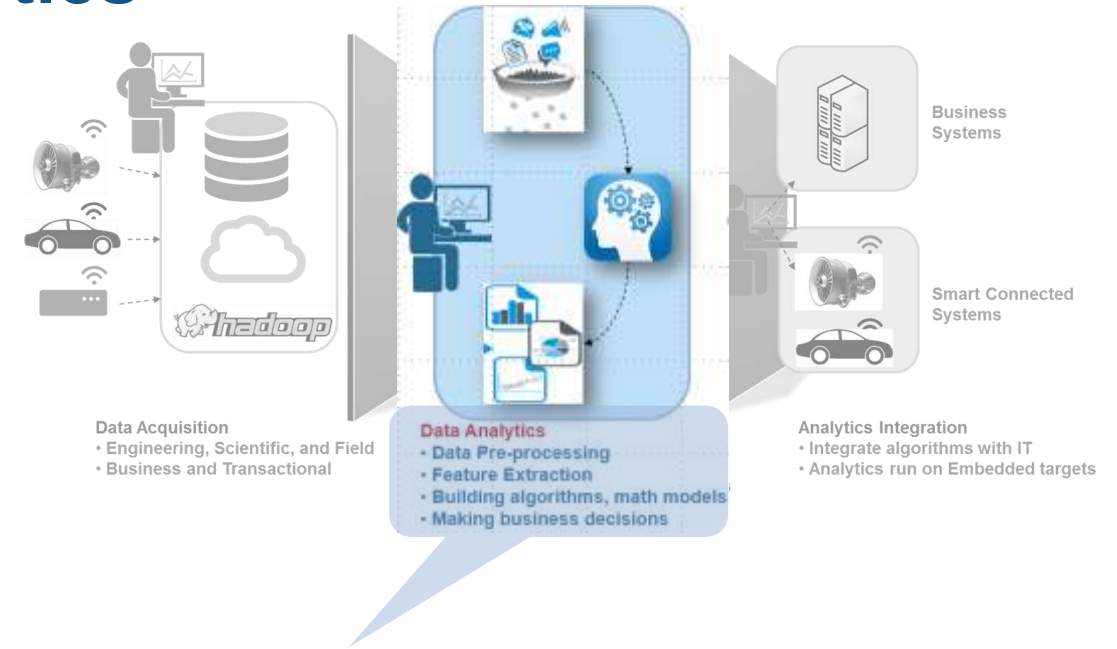 hadoop
Business
Systems
Smart Connected
Systems
Data Acquisition
• Engineering, Scientific, and Field
• Business and Transactional
Data Analytics
• Data Pre-processing
• Feature Extraction
• Building algorithms, math models
• Making business decisions
Analytics Integration
• Integrate algorithms with IT
• Analytics run on Embedded targets